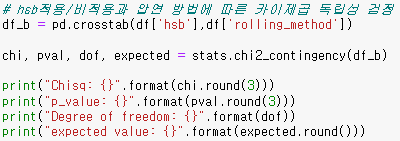 # hsb적용/비적용과 압연 방법에 따른 카이제곱 독립성 검정
df_b = pd.crosstab(df['hsb'],df['rolling_method'])
chi, pval, dof, expected = stats.chi2_contingency(df_b)
print("Chisq: {}".format(chi.round(3)))
print("p_value: {}".format(pval.round(3)))
print("Degree of freedom: {}".format(dof))
print("expected value: {}".format(expected.round()))